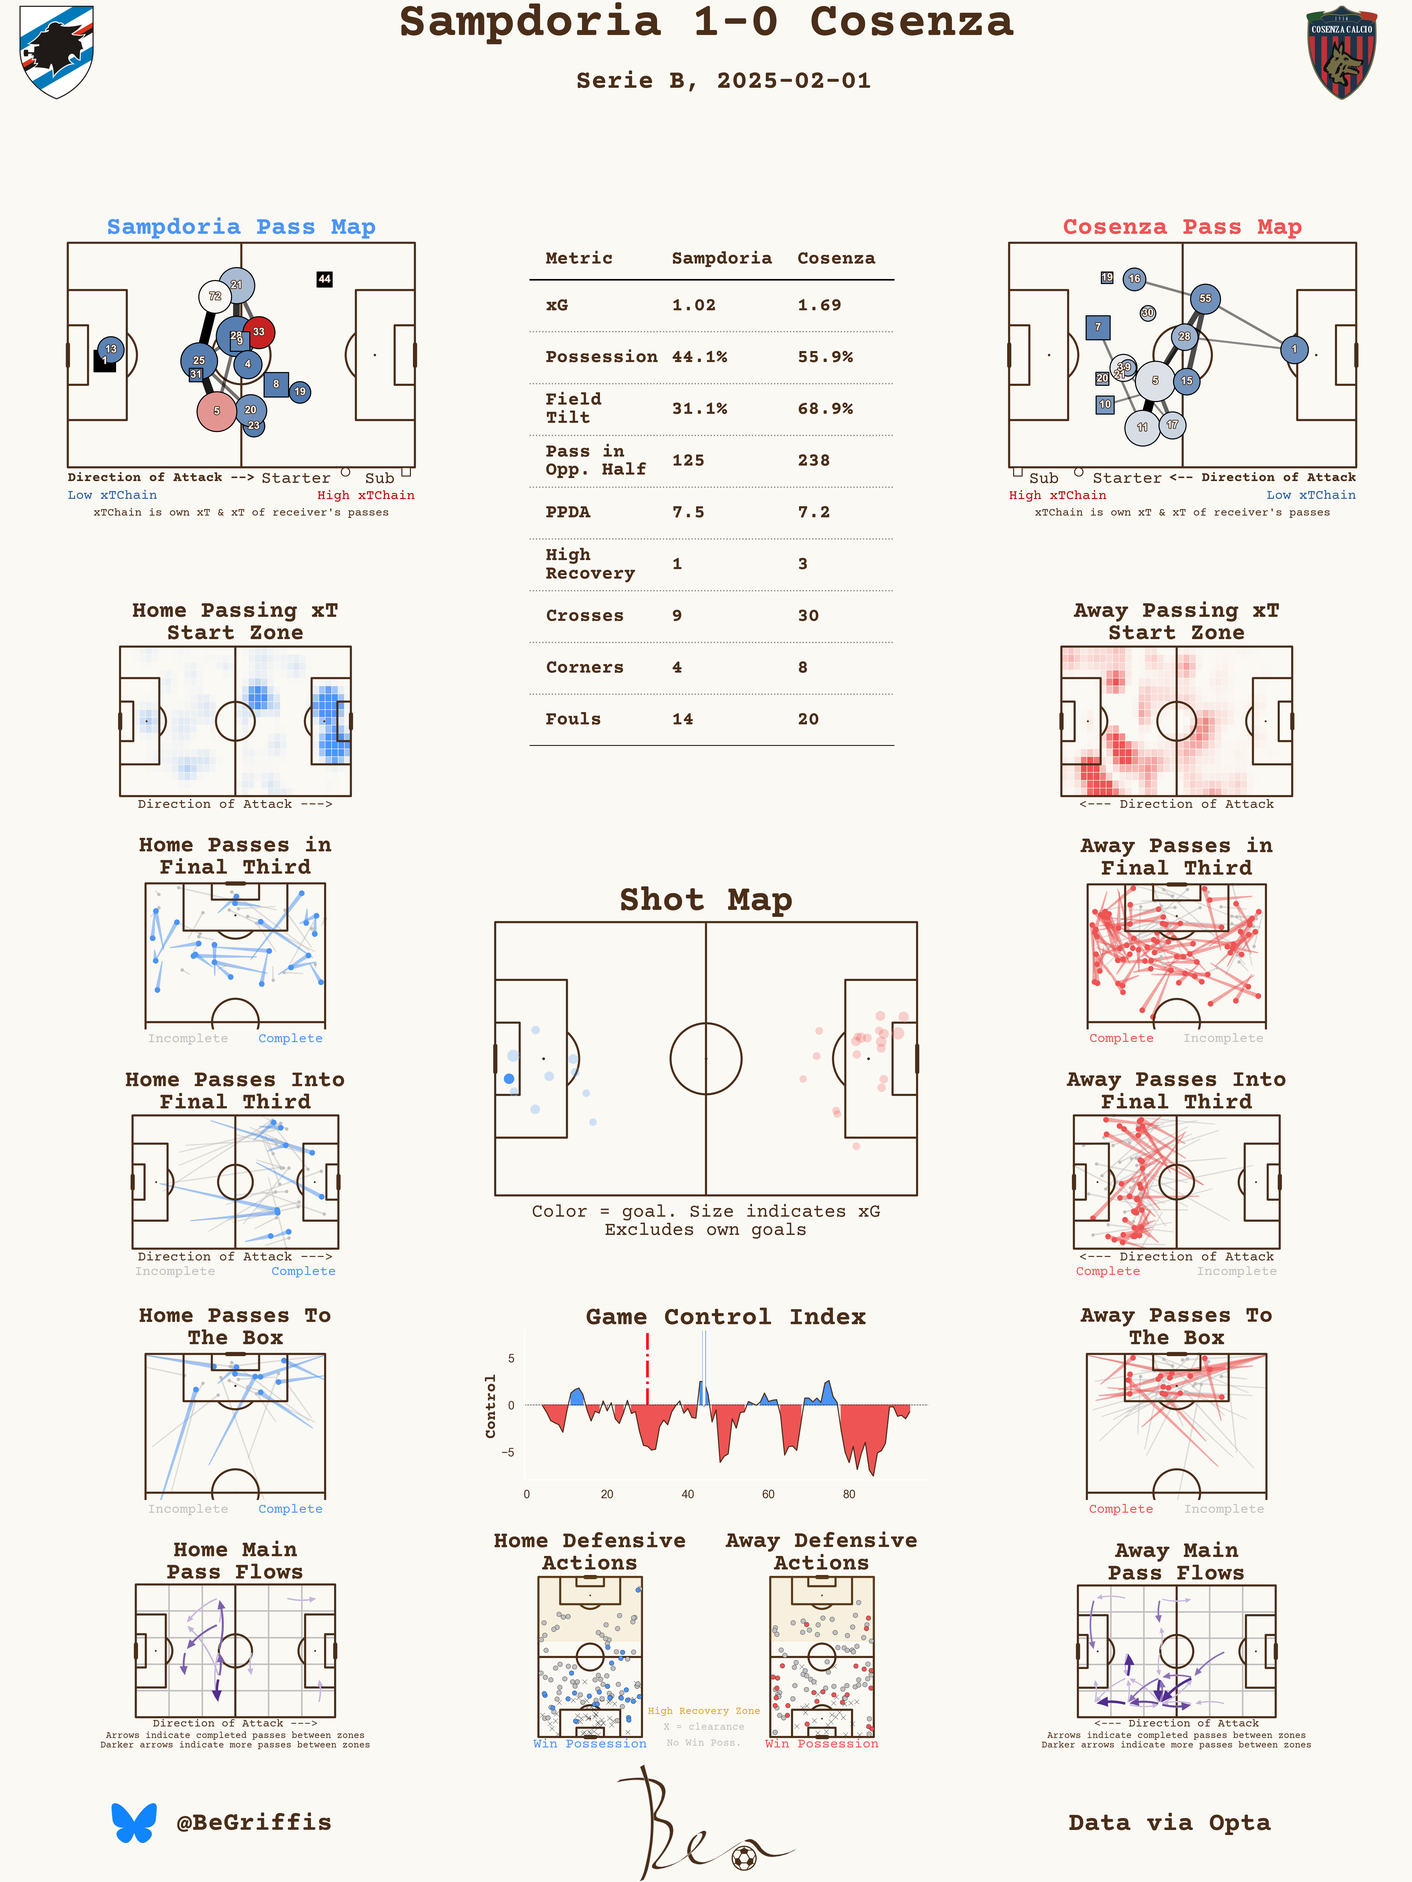 Sampdoria 1-0 Cosenza
Serie B, 2025-02-01
COSENZA CALCIO
Sampdoria Pass Map
21
72
44
28
33
9
13
1
25
4
31
8
19
5
20
23
Direction of Attack --> Starter Sub
Low xTChain High xTChain
xTChain is own xT & xT of receiver's passes
Metric Sampdoria Cosenza
xG 1.02 1.69
Possession 44.1% 55.9%
Field
Tilt 31.1% 68.9%
Pass in
Opp. Half 125 238
PPDA 7.5 7.2
High
Recovery 1 3
Crosses 9 30
Corners 4 8
Fouls 14 20
Cosenza Pass Map
19
16
55
30
7
28
1
20
5
15
10
11
17
Sub Starter <-- Direction of Attack
High xTChain Low xTChain
xTChain is own xT & xT of receiver's passes
Home Passing xT
Start Zone
Direction of Attack --->
Away Passing xT
Start Zone
<--- Direction of Attack
Home Passes in
Final Third
Incomplete Complete
Away Passes in
Final Third
Complete Incomplete
Shot Map
Color = goal. Size indicates xG
Excludes own goals
Home Passes Into
Final Third
Direction of Attack --->
Incomplete Complete
Away Passes Into
Final Third
<--- Direction of Attack
Complete Incomplete
Home Passes To
The Box
Incomplete Complete
Game Control Index
Control
5
0
−5
0 20 40 60 80
Away Passes To
The Box
Complete Incomplete
Home Main
Pass Flows
Direction of Attack --->
Arrows indicate completed passes between zones
Darker arrows indicate more passes between zones
Home Defensive
Actions
Win Possession
Away Defensive
Actions
Win Possession
High Recovery Zone
X = clearance
No Win Poss.
Away Main
Pass Flows
<--- Direction of Attack
Arrows indicate completed passes between zones
Darker arrows indicate more passes between zones
@BeGriffis
Ben
Data via Opta